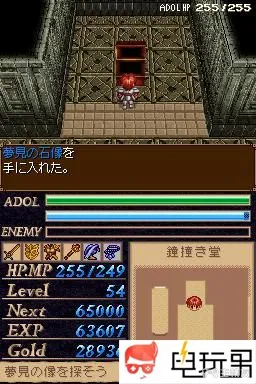 ADOL HP 255/255
夢見の石像を
手に入れた。
ADOL
ENEMY
鐘撞き堂
HP.MP 255/249
Level 54
Next 65000
EXP 63607
Gold 28936
夢見の像を探そう
电玩男